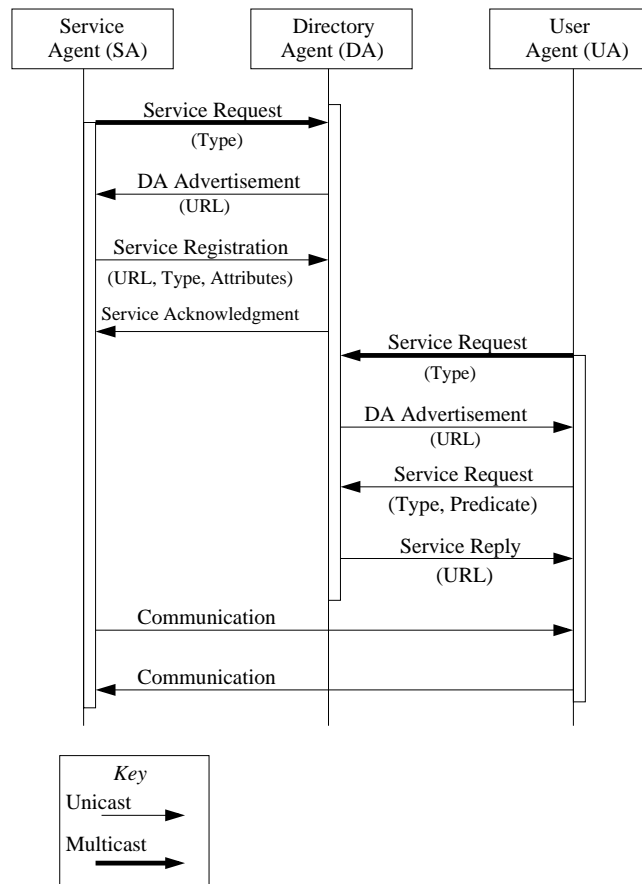 Service
Agent (SA)
Directory
Agent (DA)
User
Agent (UA)
Service Request
(Type)
DA Advertisement
(URL)
Service Registration
(URL, Type, Attributes)
Service Acknowledgment
Service Request
(Type)
DA Advertisement
(URL)
Service Request
(Type, Predicate)
Service Reply
(URL)
Communication
Communication
Key
Unicast
Multicast